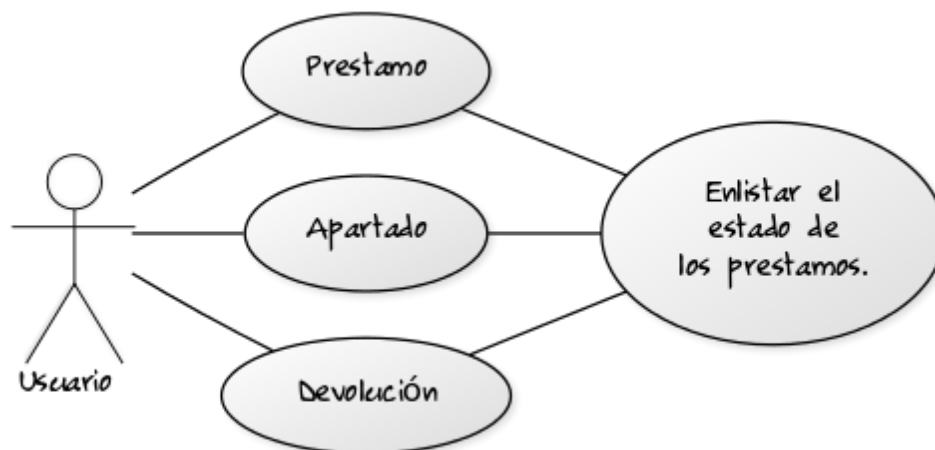 Prestamo
Apartado
Devolución
Usuario
Enlistar el
estado de
los prestamos.